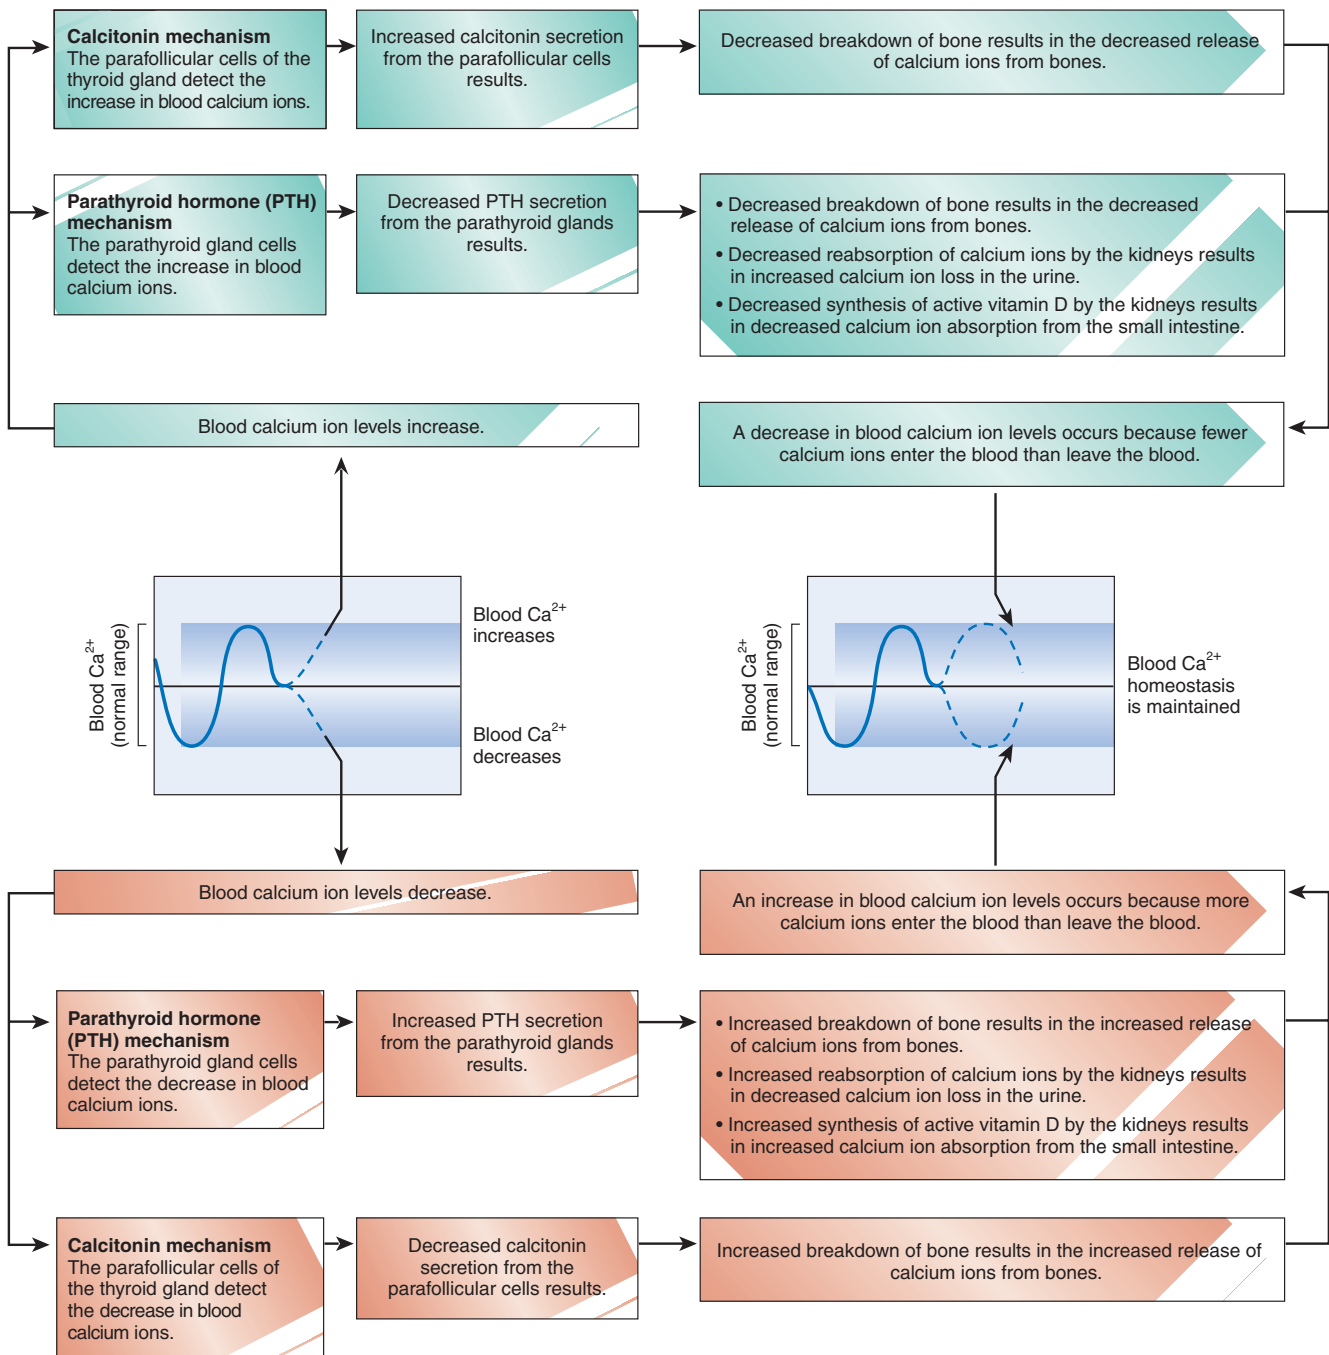 Calcitonin mechanism
The parafollicular cells of the
thyroid gland detect the
increase in blood calcium ions.
Increased calcitonin secretion
from the parafollicular cells
results.
Decreased breakdown of bone results in the decreased release
of calcium ions from bones.
Parathyroid hormone (PTH)
mechanism
The parathyroid gland cells
detect the increase in blood
calcium ions.
Decreased PTH secretion
from the parathyroid glands
results.
• Decreased breakdown of bone results in the decreased
release of calcium ions from bones.
• Decreased reabsorption of calcium ions by the kidneys results
in increased calcium ion loss in the urine.
• Decreased synthesis of active vitamin D by the kidneys results
in decreased calcium ion absorption from the small intestine.
Blood calcium ion levels increase.
A decrease in blood calcium ion levels occurs because fewer
calcium ions enter the blood than leave the blood.
Blood Ca²⁺
(normal range)
Blood Ca²⁺
increases
Blood Ca²⁺
decreases
Blood Ca²⁺
(normal range)
Blood Ca²⁺
homeostasis
is maintained
Blood calcium ion levels decrease.
An increase in blood calcium ion levels occurs because more
calcium ions enter the blood than leave the blood.
Parathyroid hormone
(PTH) mechanism
The parathyroid gland cells
detect the decrease in blood
calcium ions.
Increased PTH secretion
from the parathyroid glands
results.
• Increased breakdown of bone results in the increased release
of calcium ions from bones.
• Increased reabsorption of calcium ions by the kidneys results
in decreased calcium ion loss in the urine.
• Increased synthesis of active vitamin D by the kidneys results
in increased calcium ion absorption from the small intestine.
Calcitonin mechanism
The parafollicular cells of
the thyroid gland detect
the decrease in blood
calcium ions.
Decreased calcitonin
secretion from the
parafollicular cells results.
Increased breakdown of bone results in the increased release of
calcium ions from bones.